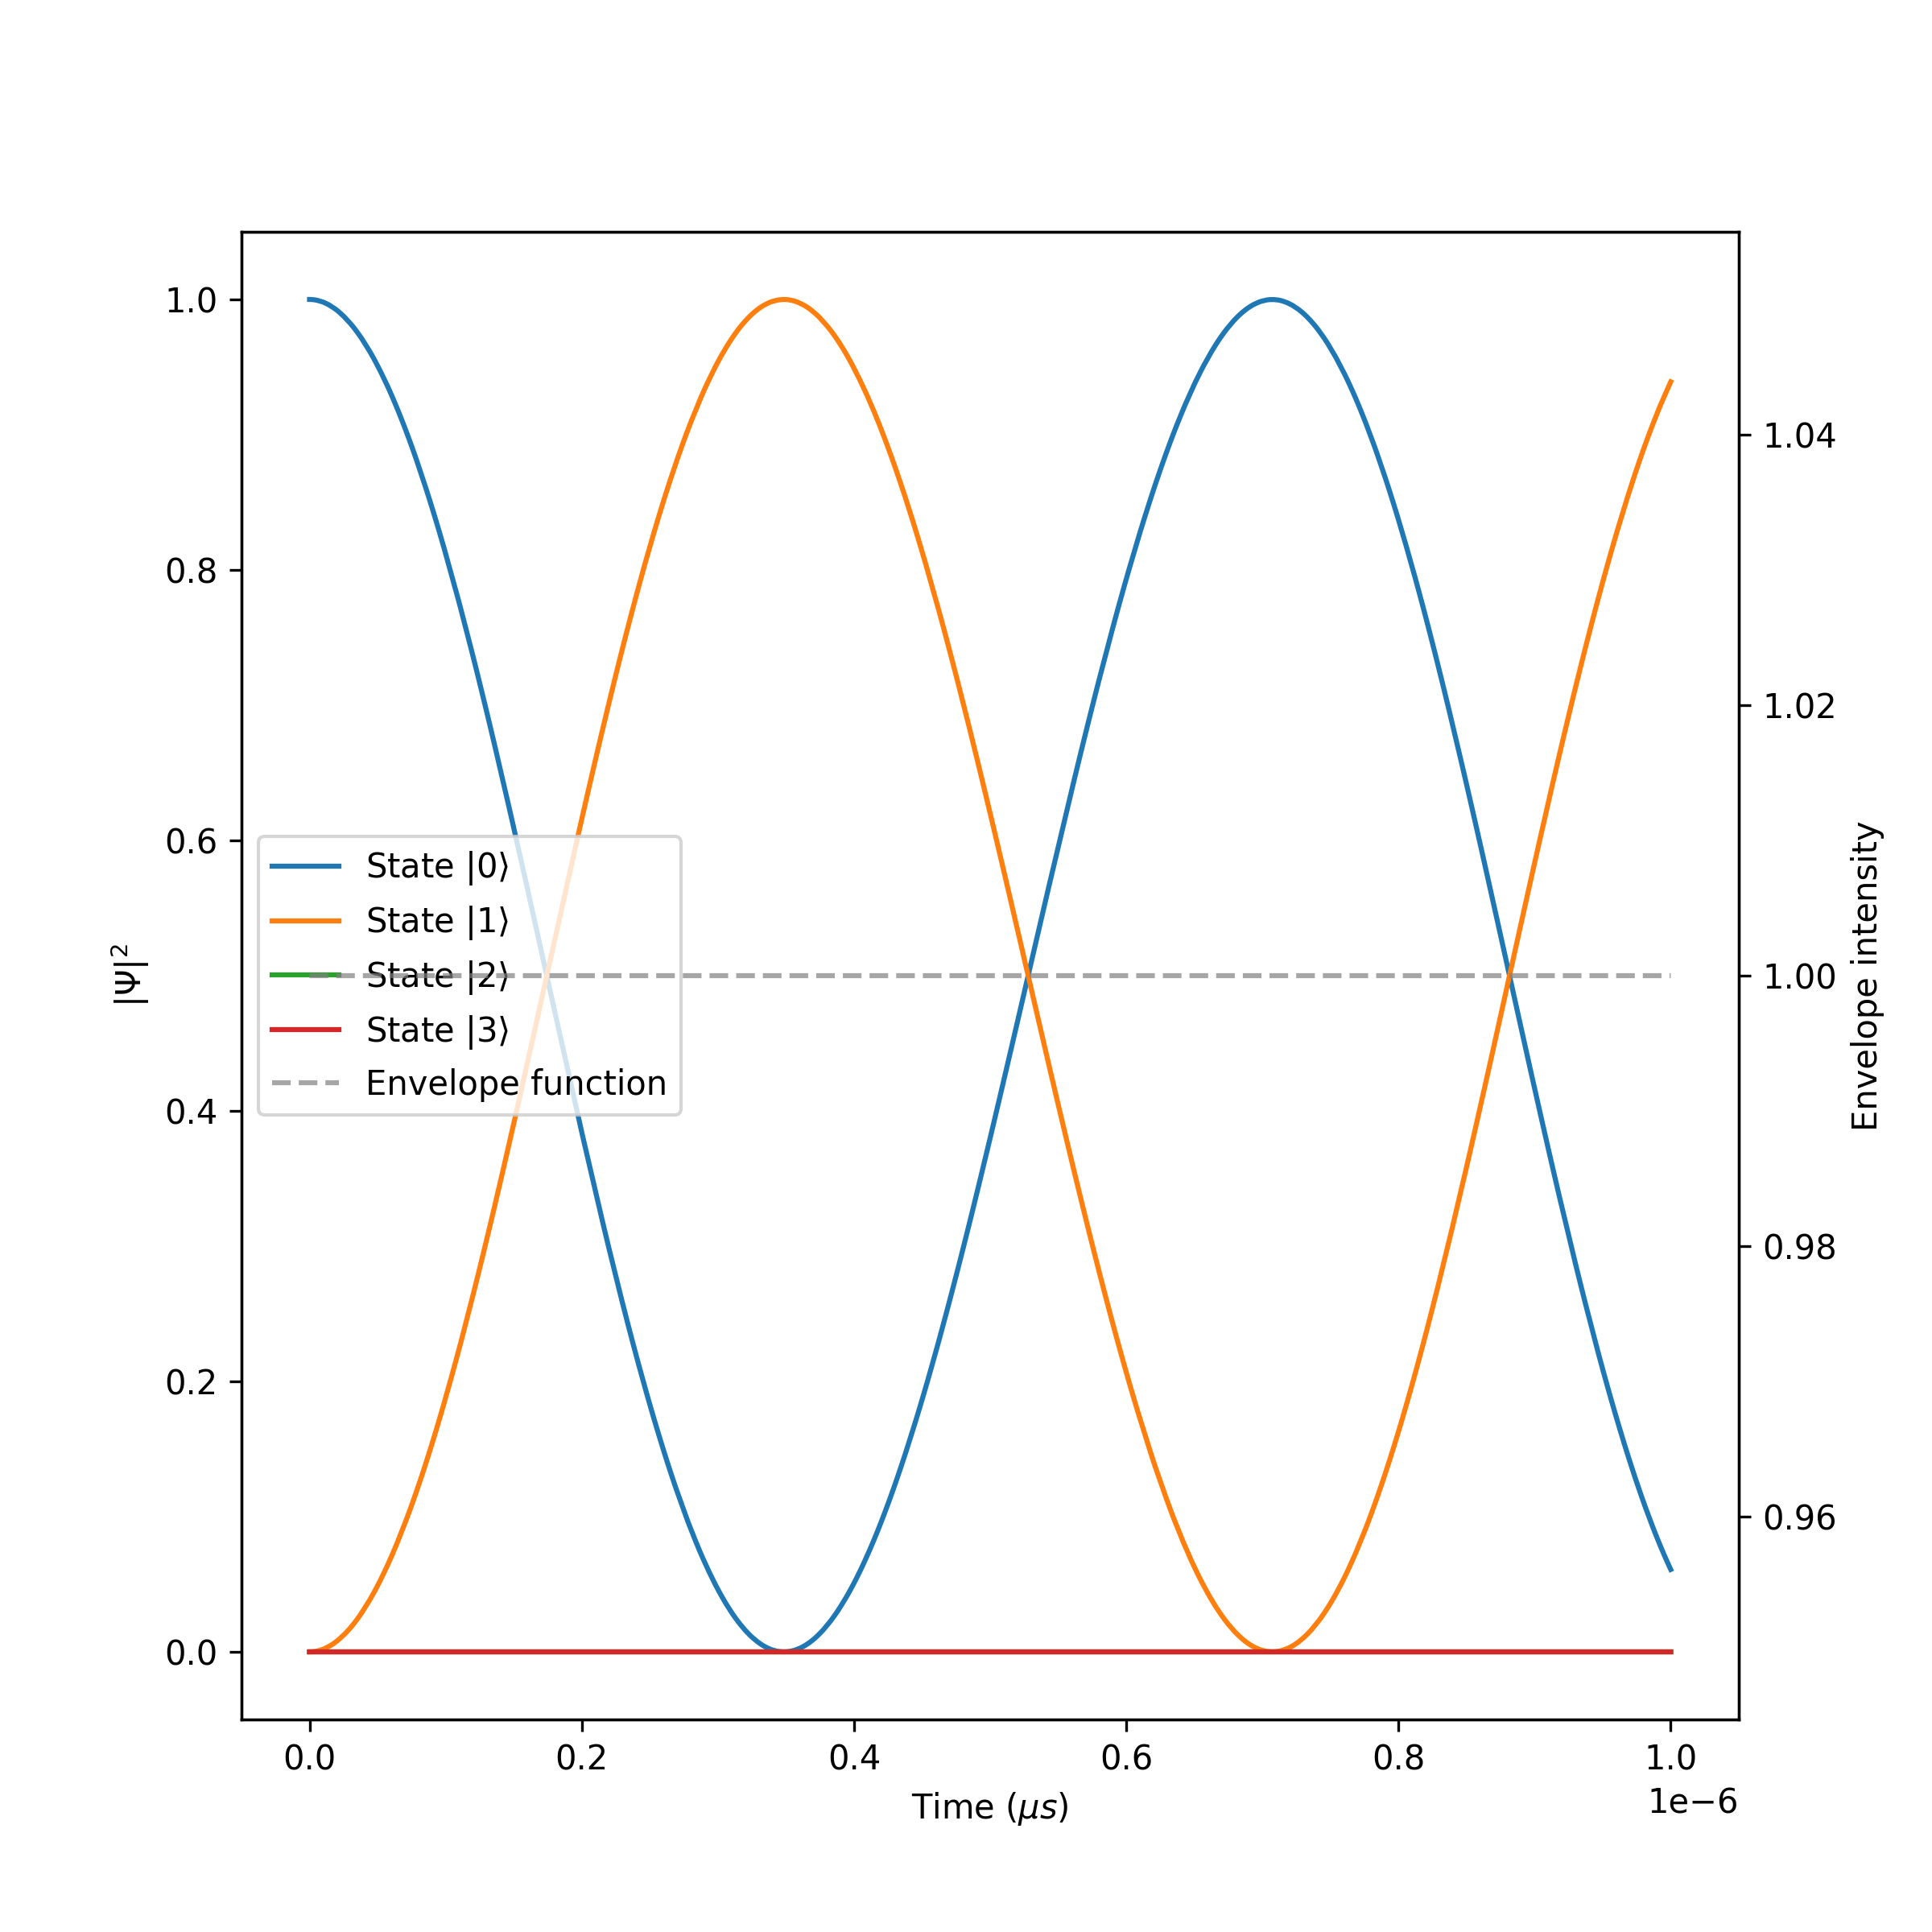 1.0
0.8
0.6
0.4
0.2
0.0
|Ψ|²
State |0⟩
State |1⟩
State |2⟩
State |3⟩
Envelope function
1.04
1.02
1.00
0.98
0.96
Envelope intensity
0.0 0.2 0.4 0.6 0.8 1.0
1e−6
Time (μs)